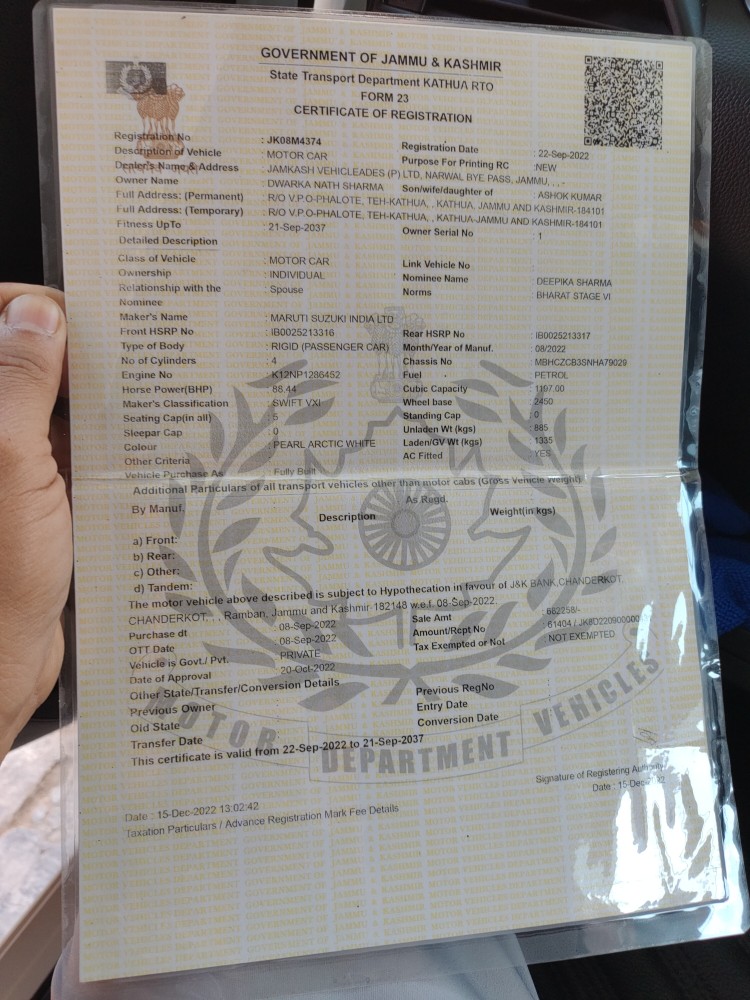 GOVERNMENT OF JAMMU & KASHMIR
State Transport Department KATHUA RTO
FORM 23
CERTIFICATE OF REGISTRATION
Registration No : JK08M4374 Registration Date : 22-Sep-2022
Description of Vehicle : MOTOR CAR Purpose For Printing RC : NEW
Dealer's Name & Address : JAMKASH VEHICLEADES (P) LTD, NARWAL BYE PASS, JAMMU, , , -
Owner Name : DWARKA NATH SHARMA Son/wife/daughter of : ASHOK KUMAR
Full Address: (Permanent) : R/O V.P.O-PHALOTE, TEH-KATHUA, , KATHUA, JAMMU AND KASHMIR-184101
Full Address: (Temporary) : R/O V.P.O-PHALOTE, TEH-KATHUA, , KATHUA-JAMMU AND KASHMIR-184101
Fitness UpTo : 21-Sep-2037 Owner Serial No : 1
Detailed Description
Class of Vehicle : MOTOR CAR Link Vehicle No :
Ownership : INDIVIDUAL Nominee Name : DEEPIKA SHARMA
Relationship with the Nominee : Spouse Norms : BHARAT STAGE VI
Maker's Name : MARUTI SUZUKI INDIA LTD
Front HSRP No : IB0025213316 Rear HSRP No : IB0025213317
Type of Body : RIGID (PASSENGER CAR) Month/Year of Manuf. : 08/2022
No of Cylinders : 4 Chassis No : MBHCZCB3SNHA79029
Engine No : K12NP1286452 Fuel : PETROL
Horse Power(BHP) : 88.44 Cubic Capacity : 1197.00
Maker's Classification : SWIFT VXI Wheel base : 2450
Seating Cap(in all) : 5 Standing Cap : 0
Sleepar Cap : 0 Unladen Wt (kgs) : 885
Colour : PEARL ARCTIC WHITE Laden/GV Wt (kgs) : 1335
Other Criteria : AC Fitted : YES
Vehicle Purchase As : Fully Built
Additional Particulars of all transport vehicles other than motor cabs (Gross Vehicle Weight)
By Manuf. As Regd.
Description Weight(in kgs)
a) Front:
b) Rear:
c) Other:
d) Tandem:
The motor vehicle above described is subject to Hypothecation in favour of J&K BANK,CHANDERKOT,
CHANDERKOT, , , Ramban, Jammu and Kashmir 182148 w.e.f. 08-Sep-2022.
Purchase dt 08-Sep-2022 Sale Amt : 682258/-
OTT Date 08-Sep-2022 Amount/Rcpt No : 61404 /
Vehicle is Govt./ Pvt. PRIVATE Tax Exempted or Not NOT EXEMPTED
Date of Approval 20-Oct-2022
Other State/Transfer/Conversion Details
Previous Owner Previous RegNo
Old State Entry Date
Transfer Date Conversion Date
This certificate is valid from 22-Sep-2022 to 21-Sep-2037
MOTOR DEPARTMENT VEHICLES
Signature of Registering Authority
Date : 15-Dec-2022
Date : 15-Dec-2022 13:02:42
Taxation Particulars / Advance Registration Mark Fee Details